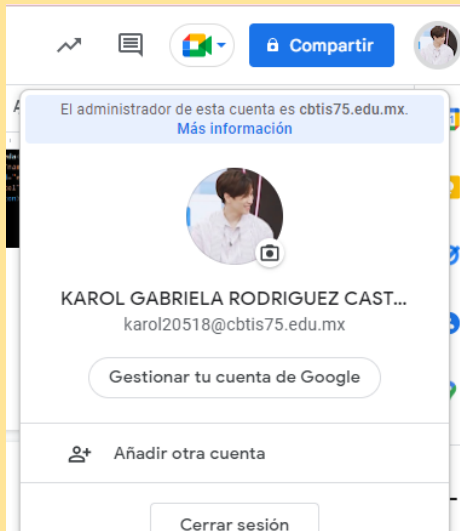 Compartir
El administrador de esta cuenta es cbtis75.edu.mx.
Más información
KAROL GABRIELA RODRIGUEZ CAST...
karol20518@cbtis75.edu.mx
Gestionar tu cuenta de Google
Añadir otra cuenta
Cerrar sesión